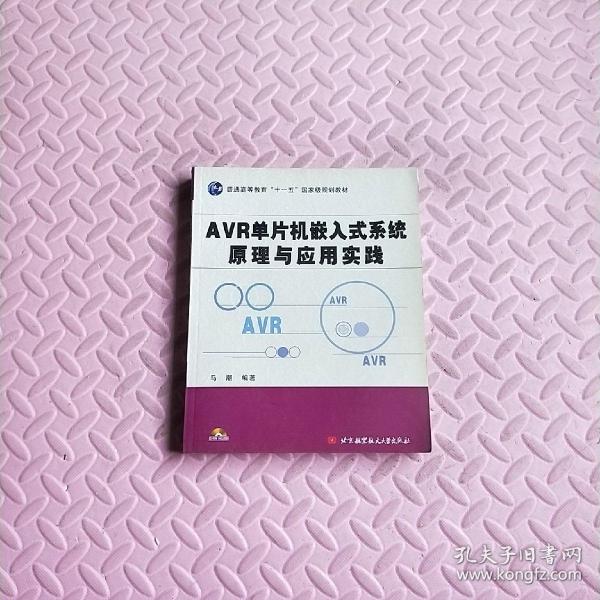 普通高等教育“十一五”国家级规划教材
AVR单片机嵌入式系统
原理与应用实践
AVR
AVR
AVR
马 潮 编著
北京航空航天大学出版社
孔夫子旧书网
www.kongfz.com